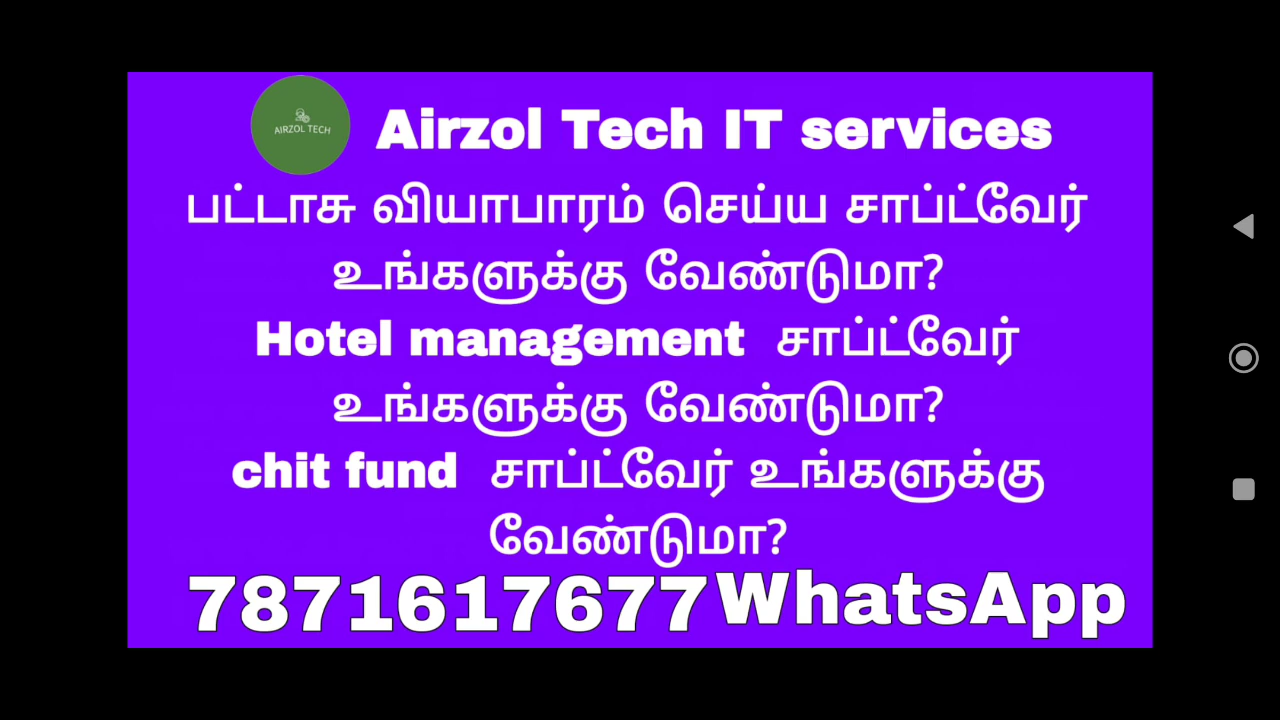 AIRZOL TECH
Airzol Tech IT services
பட்டாசு வியாபாரம் செய்ய சாப்ட்வேர்
உங்களுக்கு வேண்டுமா?
Hotel management சாப்ட்வேர்
உங்களுக்கு வேண்டுமா?
chit fund சாப்ட்வேர் உங்களுக்கு
வேண்டுமா?
7871617677 WhatsApp